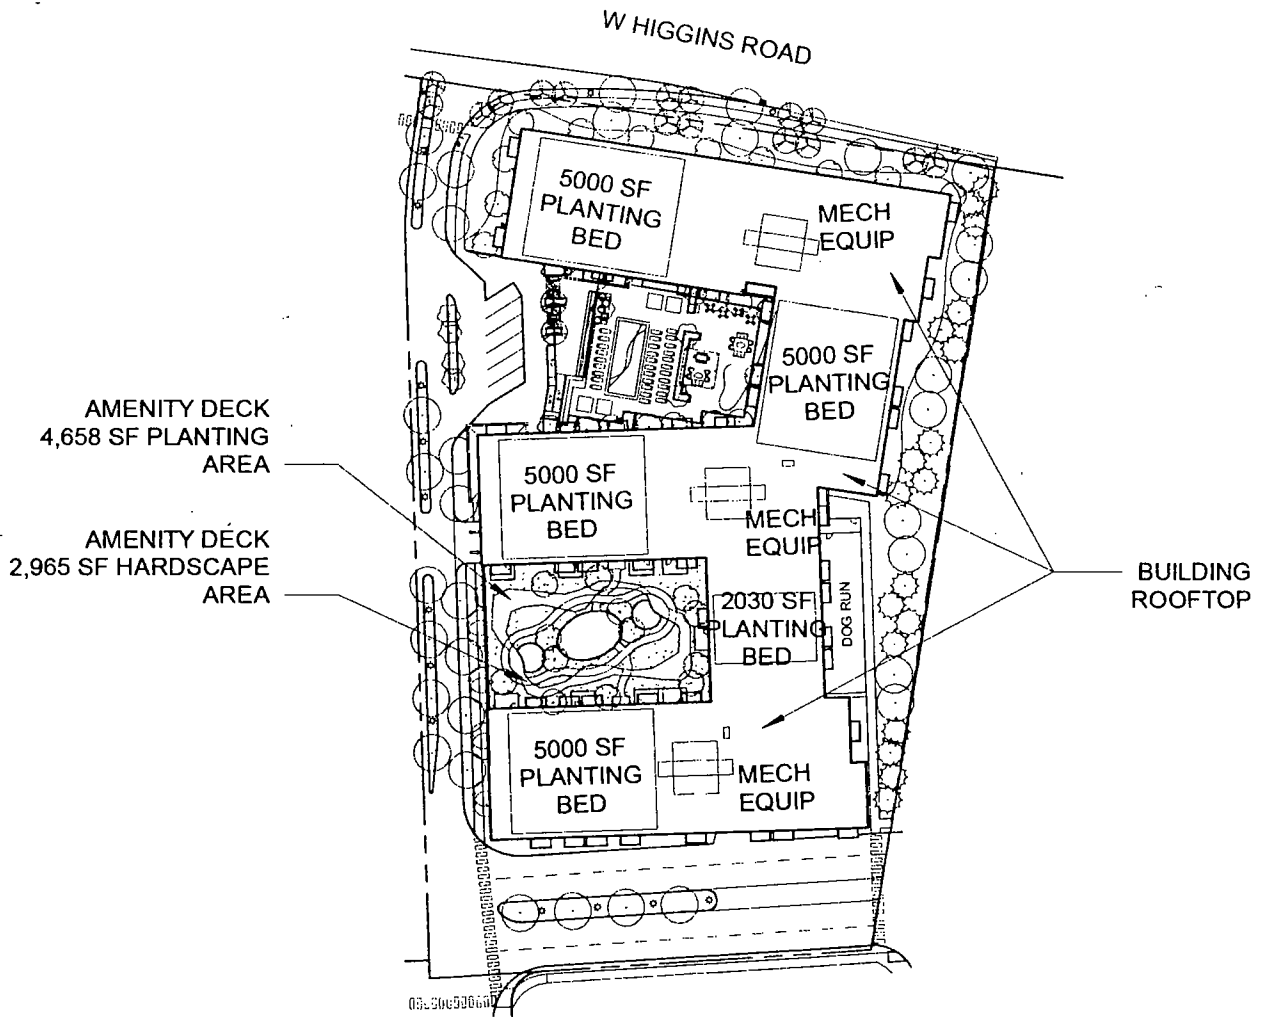 W HIGGINS ROAD
5000 SF
PLANTING
BED
MECH
EQUIP
5000 SF
PLANTING
BED
AMENITY DECK
4,658 SF PLANTING
AREA
5000 SF
PLANTING
BED
MECH
EQUIP
AMENITY DECK
2,965 SF HARDSCAPE
AREA
BUILDING
ROOFTOP
2030 SF
PLANTING
BED
DOG RUN
5000 SF
PLANTING
BED
MECH
EQUIP